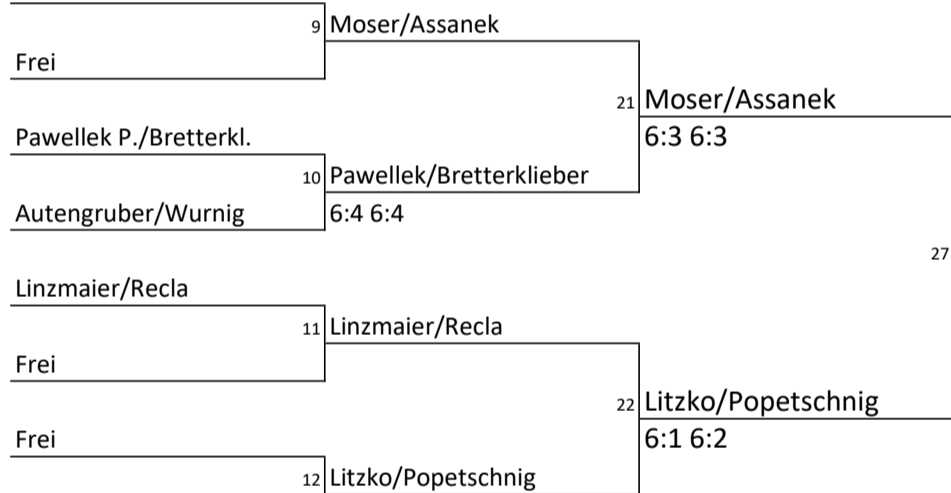 9 Moser/Assanek
Frei
21 Moser/Assanek
Pawellek P./Bretterkl.
6:3 6:3
10 Pawellek/Bretterklieber
Autengruber/Wurnig
6:4 6:4
27
Linzmaier/Recla
11 Linzmaier/Recla
Frei
22 Litzko/Popetschnig
Frei
6:1 6:2
12 Litzko/Popetschnig